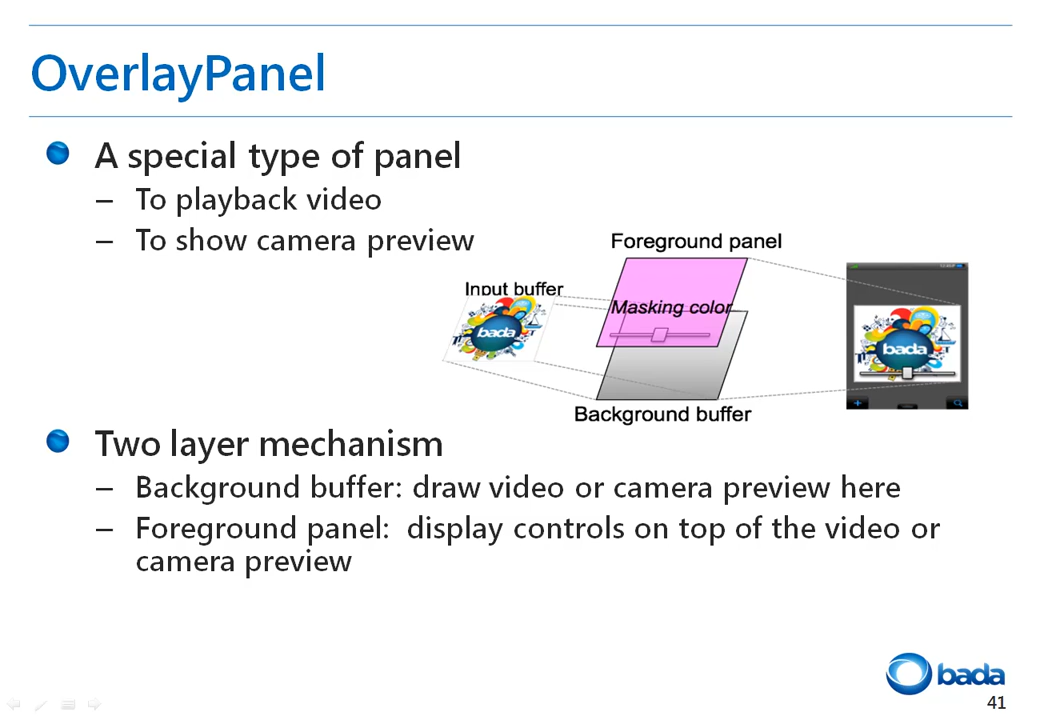 OverlayPanel
A special type of panel
– To playback video
– To show camera preview
Foreground panel
Input buffer
Masking color
bada
bada
Background buffer
Two layer mechanism
– Background buffer: draw video or camera preview here
– Foreground panel: display controls on top of the video or
camera preview
bada
41